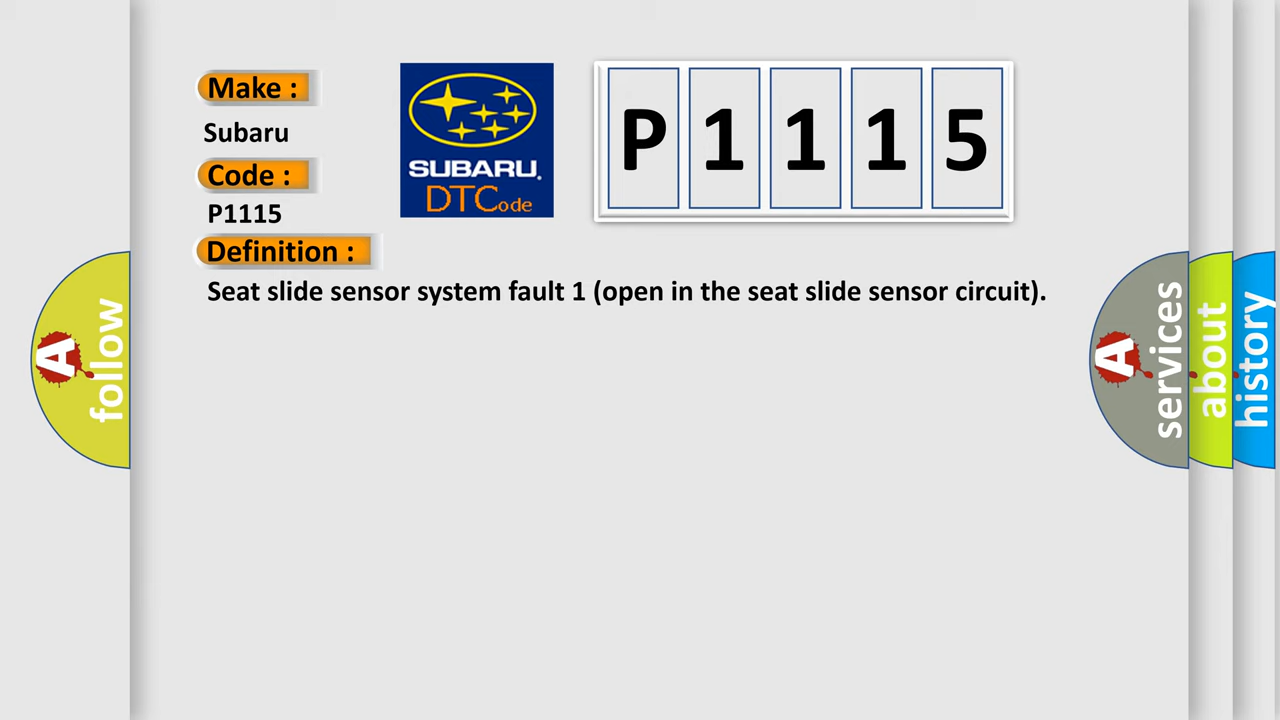 Make :
Subaru
Code :
P1115
Definition :
Seat slide sensor system fault 1 (open in the seat slide sensor circuit).
SUBARU.
DTCode
P 1 1 1 5
A follow
A services
about
history